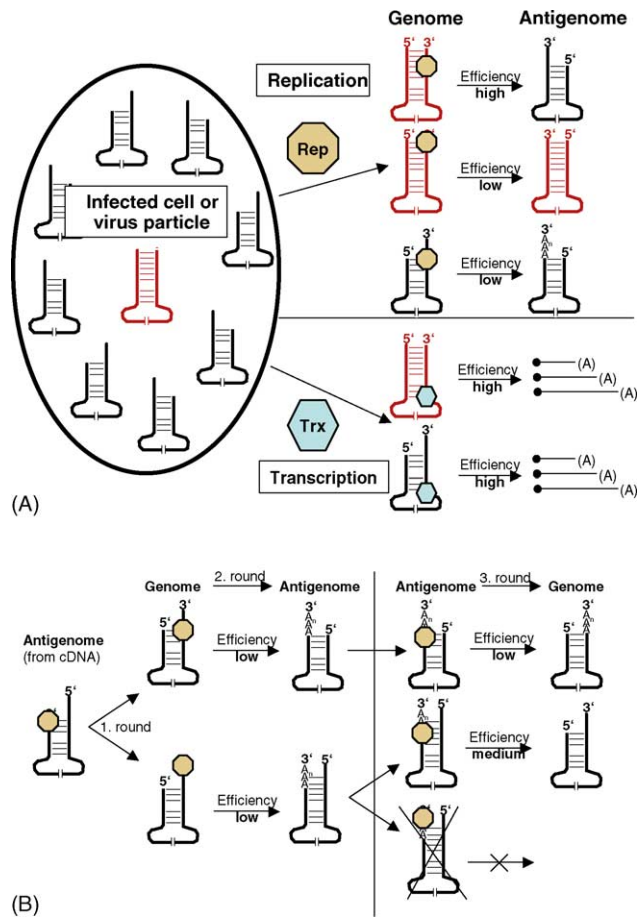 Genome Antigenome
Replication
5' 3'
Efficiency
high
3'
5'
Rep
5'
Efficiency
low
3' 5'
Infected cell or
virus particle
3'
5'
Efficiency
low
3'
A
A
A n
5'
5' 3'
Efficiency
high
(A)
(A)
(A)
Trx
3'
5'
Transcription
Efficiency
high
(A)
(A)
(A)
(A)
2. round
3. round
Genome Antigenome
Antigenome Genome
Antigenome
(from cDNA)
3'
5'
Efficiency
low
3'
A
A n
A
5'
3'
A
A n
5'
Efficiency
low
3'
A
A n
A
5'
5'
1. round
3'
A n
5'
Efficiency
medium
3'
5'
5'
Efficiency
low
3' 5'
A
A n
A
5'
A
(B)